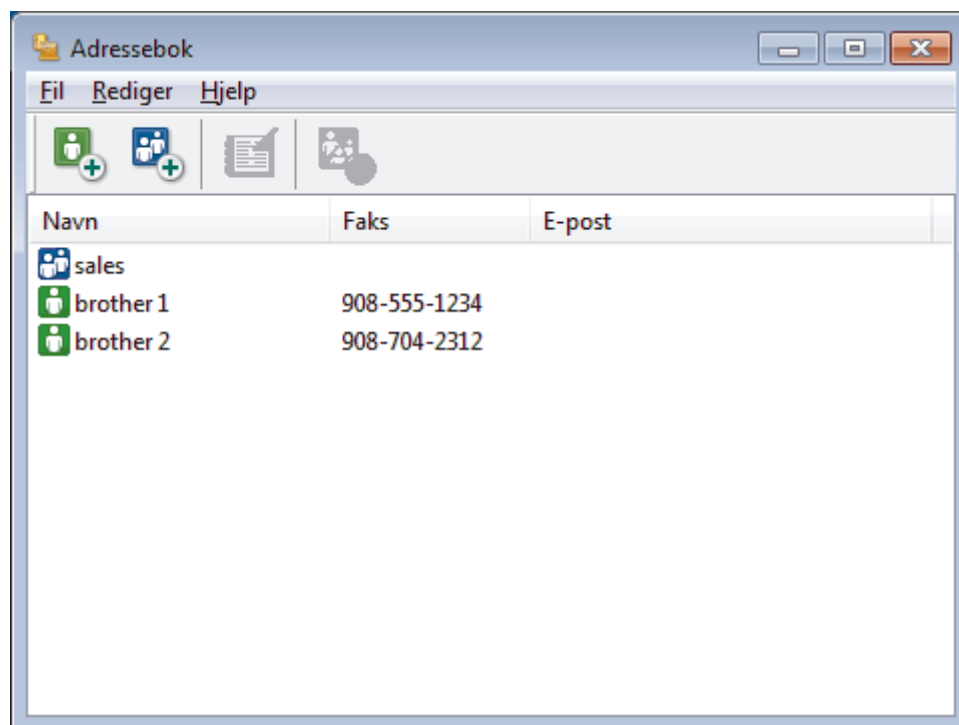 Adressebok
Fil Rediger Hjelp
Navn Faks E-post
sales
brother 1 908-555-1234
brother 2 908-704-2312